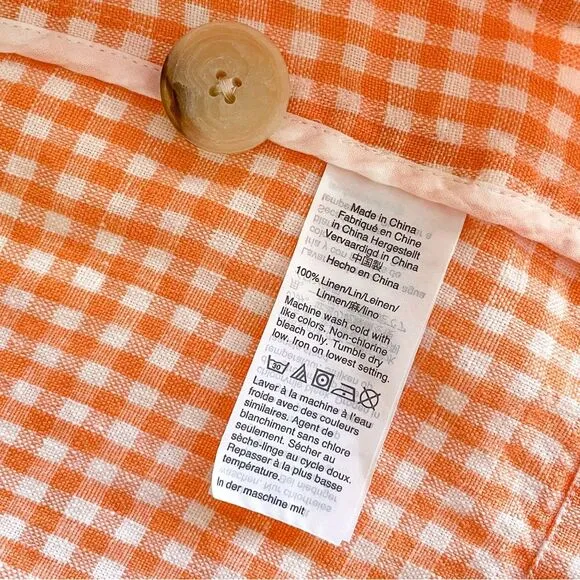 Made in China
Fabriqué en Chine
in China Hergestellt
Vervaardigd in China
中国製
Hecho en China
100% Linen/Lin/Leinen/
Linnen/麻/lino
Machine wash cold with
like colors. Non-chlorine
bleach only. Tumble dry
low. Iron on lowest setting.
30
Laver à la machine à l'eau
froide avec des couleurs
similaires. Agent de
blanchiment sans chlore
seulement. Sécher au
sèche-linge au cycle doux.
Repasser à la plus basse
température.
In der maschine mit